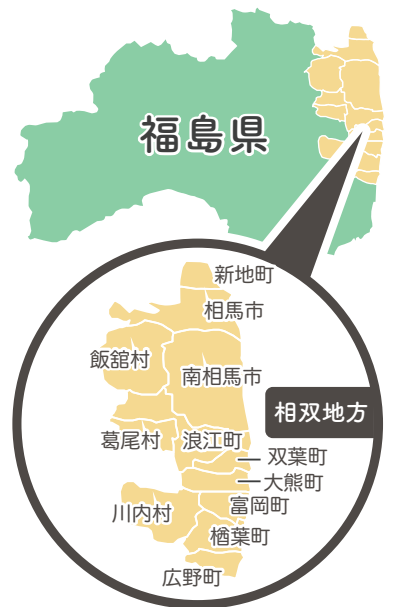 福島県
新地町
相馬市
飯舘村
南相馬市
相双地方
葛尾村
浪江町
双葉町
大熊町
富岡町
川内村
楢葉町
広野町